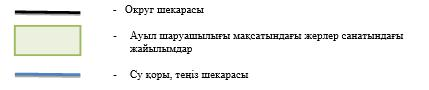 - Округ шекарасы
- Ауыл шаруашылығы мақсатындағы жерлер санатындағы
жайылымдар
- Су қоры, теңіз шекарасы